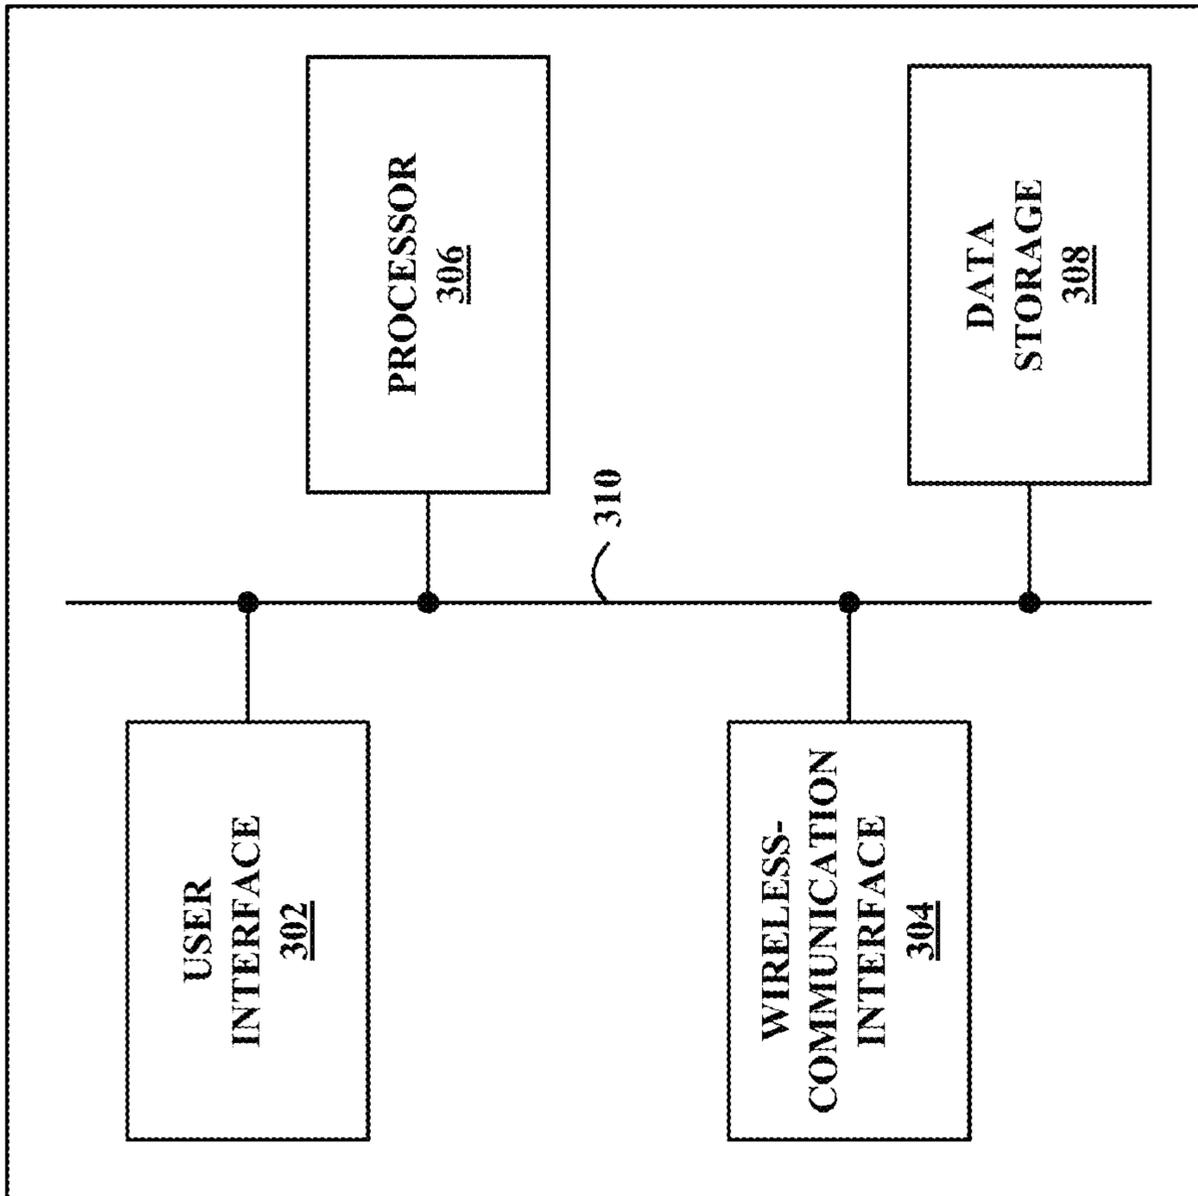 USER
INTERFACE
302
WIRELESS-
COMMUNICATION
INTERFACE
304
310
PROCESSOR
306
DATA
STORAGE
308